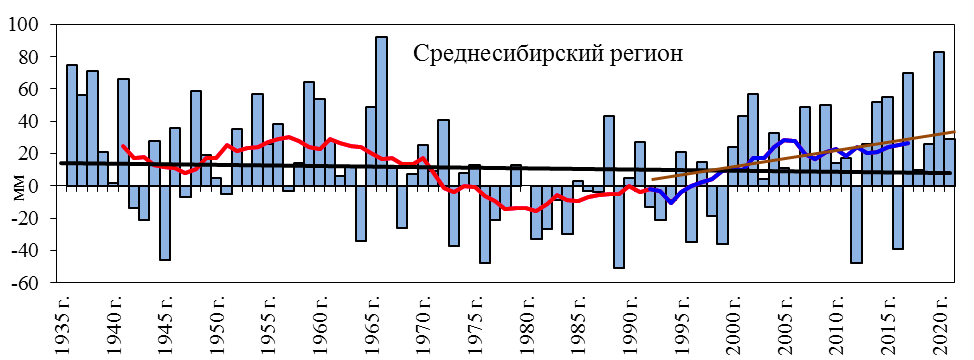 Среднесибирский регион
100
80
60
40
20
0
-20
-40
-60
мм
1935 г.
1940 г.
1945 г.
1950 г.
1955 г.
1960 г.
1965 г.
1970 г.
1975 г.
1980 г.
1985 г.
1990 г.
1995 г.
2000 г.
2005 г.
2010 г.
2015 г.
2020 г.